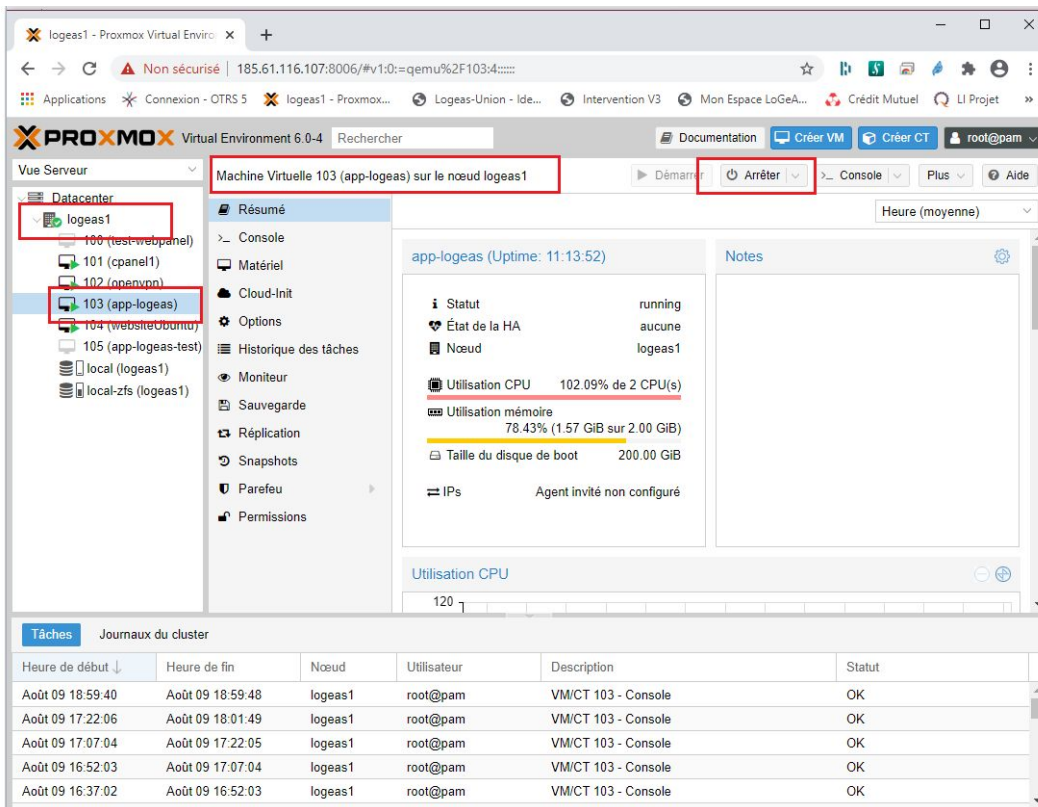 logeas1 - Proxmox Virtual Enviro
Non sécurisé | 185.61.116.107:8006/#v1:0:=qemu%2F103:4::::::
Applications
Connexion - OTRS 5
logeas1 - Proxmox...
Logeas-Union - Ide...
Intervention V3
Mon Espace LoGeA...
Crédit Mutuel
LI Projet
»
PROXMOX Virtual Environment 6.0-4
Rechercher
Documentation
Créer VM
Créer CT
root@pam
Vue Serveur
Machine Virtuelle 103 (app-logeas) sur le nœud logeas1
Démarrer
Arrêter
>_ Console
Plus
Aide
Datacenter
logeas1
100 (test-webpanel)
101 (cpanel1)
102 (openvpn)
103 (app-logeas)
104 (websiteUbuntu)
105 (app-logeas-test)
local (logeas1)
local-zfs (logeas1)
Résumé
>_ Console
Matériel
Cloud-Init
Options
Historique des tâches
Moniteur
Sauvegarde
Réplication
Snapshots
Parefeu
Permissions
Heure (moyenne)
app-logeas (Uptime: 11:13:52)
Statut running
État de la HA aucune
Nœud logeas1
Utilisation CPU 102.09% de 2 CPU(s)
Utilisation mémoire
78.43% (1.57 GiB sur 2.00 GiB)
Taille du disque de boot 200.00 GiB
IPs Agent invité non configuré
Notes
Utilisation CPU
120
Tâches Journaux du cluster
Heure de début Heure de fin Nœud Utilisateur Description Statut
Août 09 18:59:40 Août 09 18:59:48 logeas1 root@pam VM/CT 103 - Console OK
Août 09 17:22:06 Août 09 18:01:49 logeas1 root@pam VM/CT 103 - Console OK
Août 09 17:07:04 Août 09 17:22:05 logeas1 root@pam VM/CT 103 - Console OK
Août 09 16:52:03 Août 09 17:07:04 logeas1 root@pam VM/CT 103 - Console OK
Août 09 16:37:02 Août 09 16:52:03 logeas1 root@pam VM/CT 103 - Console OK